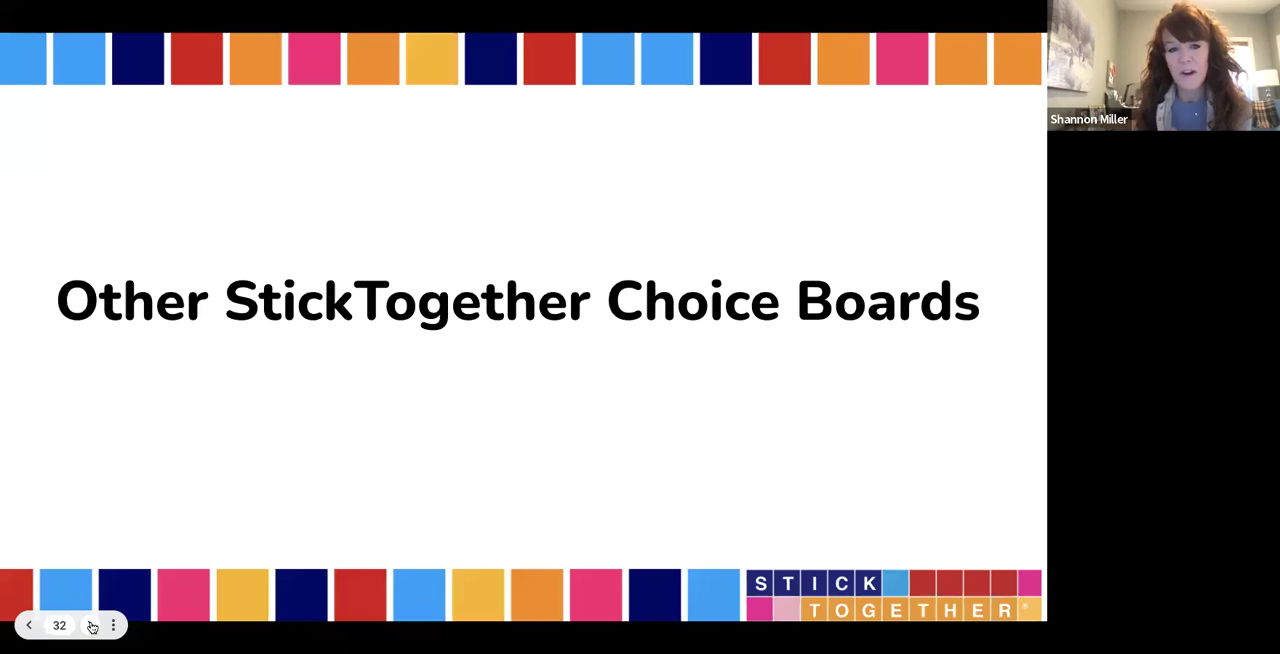 Shannon Miller
Other StickTogether Choice Boards
STICK
TOGETHER®
32